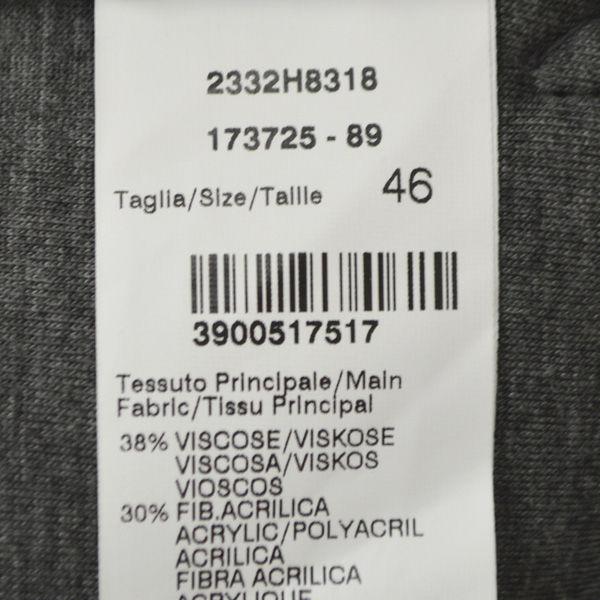 2332H8318
173725 - 89
Taglia/Size/Taille 46
3900517517
Tessuto Principale/Main
Fabric/Tissu Principal
38% VISCOSE/VISKOSE
VISCOSA/VISKOS
VIOSCOS
30% FIB.ACRILICA
ACRYLIC/POLYACRIL
ACRILICA
FIBRA ACRILICA
ACRYLIQUE